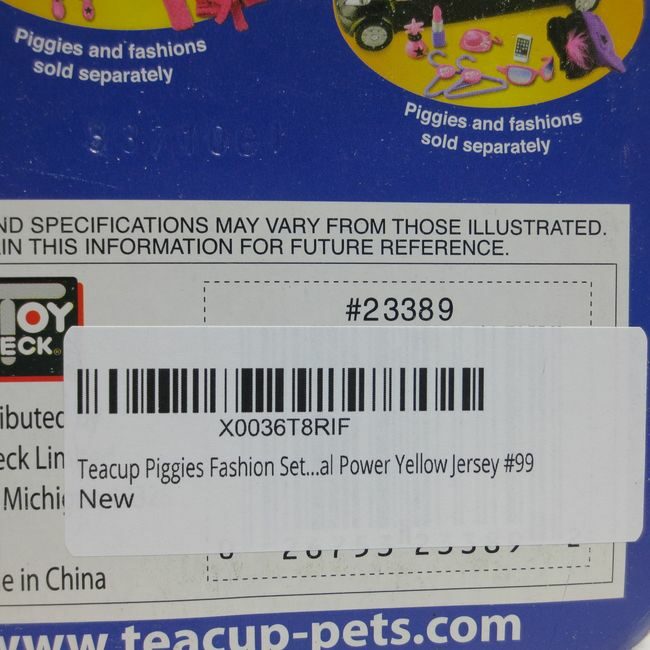 Piggies and fashions
sold separately
Piggies and fashions
sold separately
ND SPECIFICATIONS MAY VARY FROM THOSE ILLUSTRATED.
IN THIS INFORMATION FOR FUTURE REFERENCE.
TOY
ECK®
#23389
X0036T8RIF
Teacup Piggies Fashion Set...al Power Yellow Jersey #99
New
ibuted
eck Lin
Michi
e in China
www.teacup-pets.com